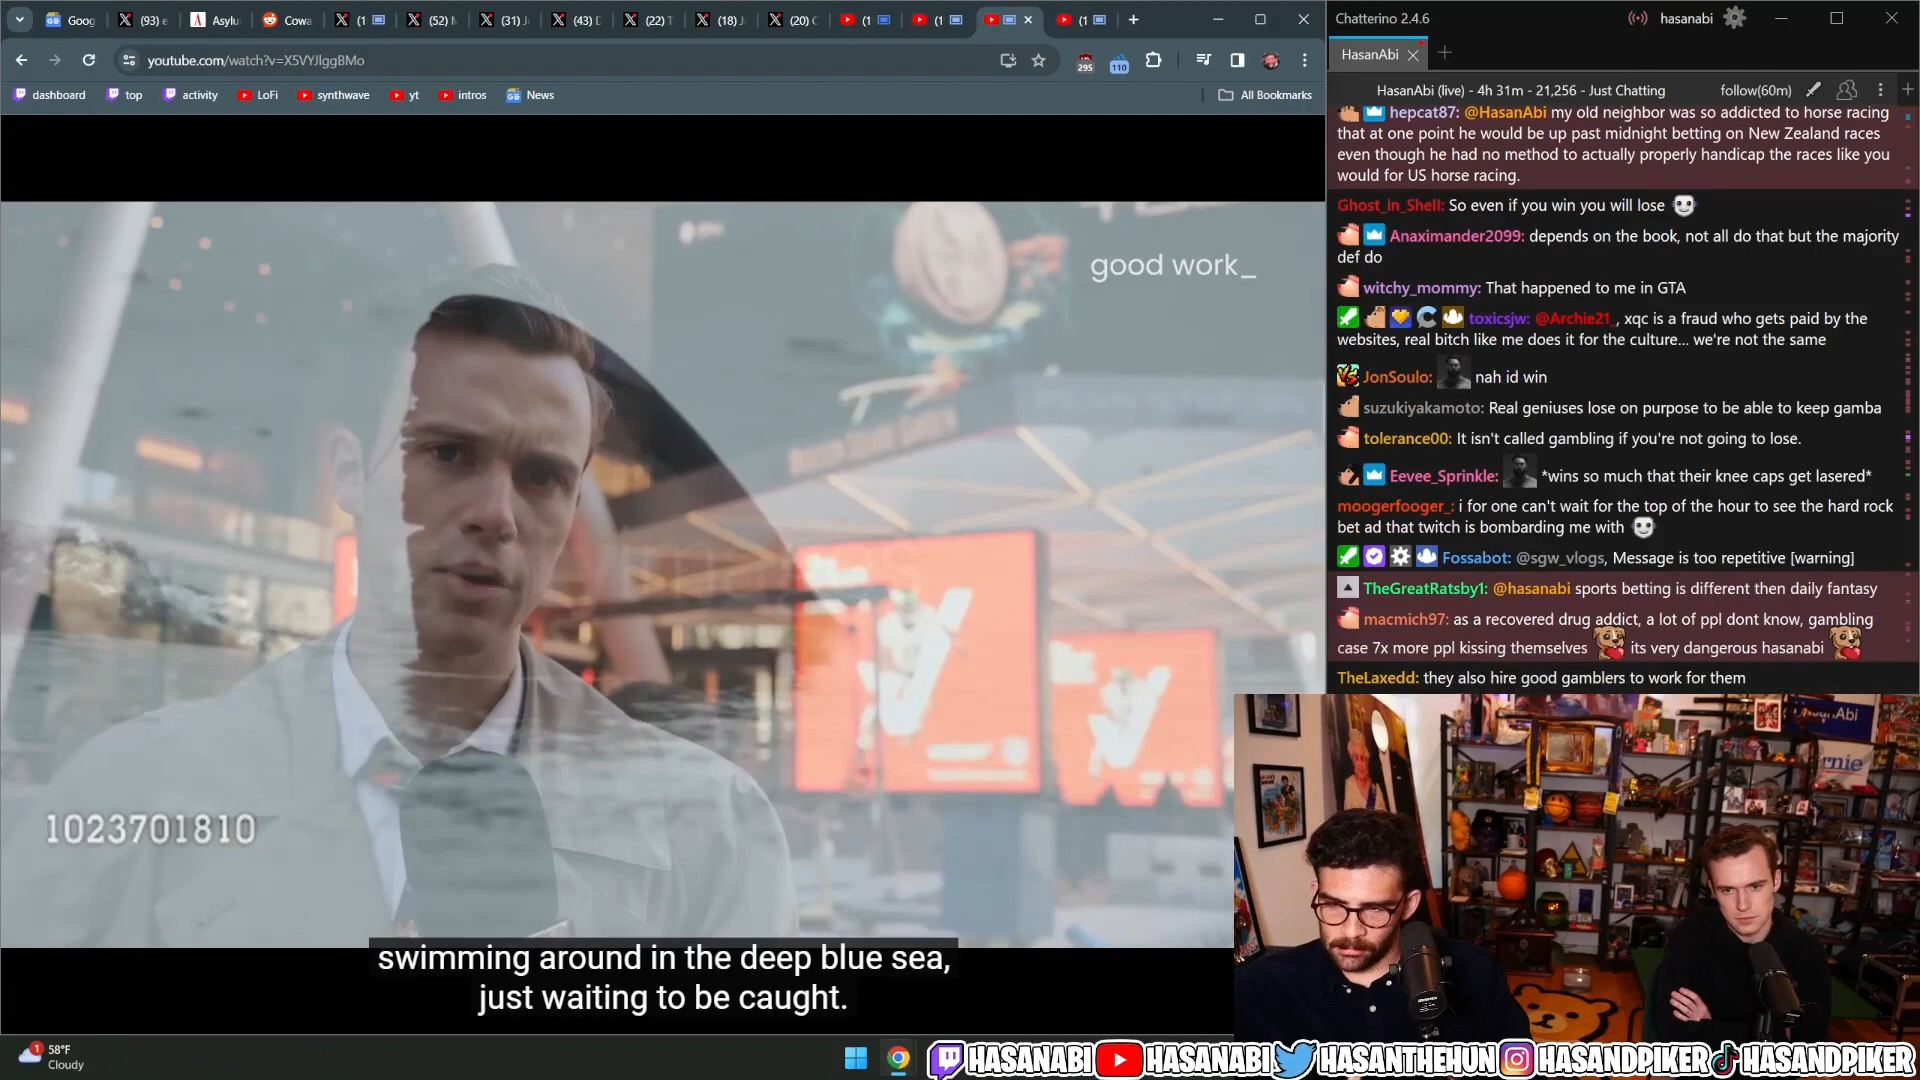 Goog
(93) e
Asylu
Cowa
(1
(52) M
(31) J
(43) D
(22) T
(18) J
(20) C
(1
(1
(1
youtube.com/watch?v=X5VYJlggBMo
295
110
dashboard
top
activity
LoFi
synthwave
yt
intros
News
All Bookmarks
good work_
1023701810
swimming around in the deep blue sea,
just waiting to be caught.
1
58°F
Cloudy
Chatterino 2.4.6
hasanabi
HasanAbi
HasanAbi (live) - 4h 31m - 21,256 - Just Chatting
follow(60m)
hepcat87: @HasanAbi my old neighbor was so addicted to horse racing
that at one point he would be up past midnight betting on New Zealand races
even though he had no method to actually properly handicap the races like you
would for US horse racing.
Ghost_in_Shell: So even if you win you will lose
Anaximander2099: depends on the book, not all do that but the majority
def do
witchy_mommy: That happened to me in GTA
toxicsjw: @Archie21_, xqc is a fraud who gets paid by the
websites, real bitch like me does it for the culture... we're not the same
JonSoulo: nah id win
suzukiyakamoto: Real geniuses lose on purpose to be able to keep gamba
tolerance00: It isn't called gambling if you're not going to lose.
Eevee_Sprinkle: *wins so much that their knee caps get lasered*
moogerfooger_: i for one can't wait for the top of the hour to see the hard rock
bet ad that twitch is bombarding me with
Fossabot: @sgw_vlogs, Message is too repetitive [warning]
TheGreatRatsby1: @hasanabi sports betting is different then daily fantasy
macmich97: as a recovered drug addict, a lot of ppl dont know, gambling
case 7x more ppl kissing themselves its very dangerous hasanabi
TheLaxedd: they also hire good gamblers to work for them
HASANABI HASANABI HASANTHEHUN HASANDPIKER HASANDPIKER